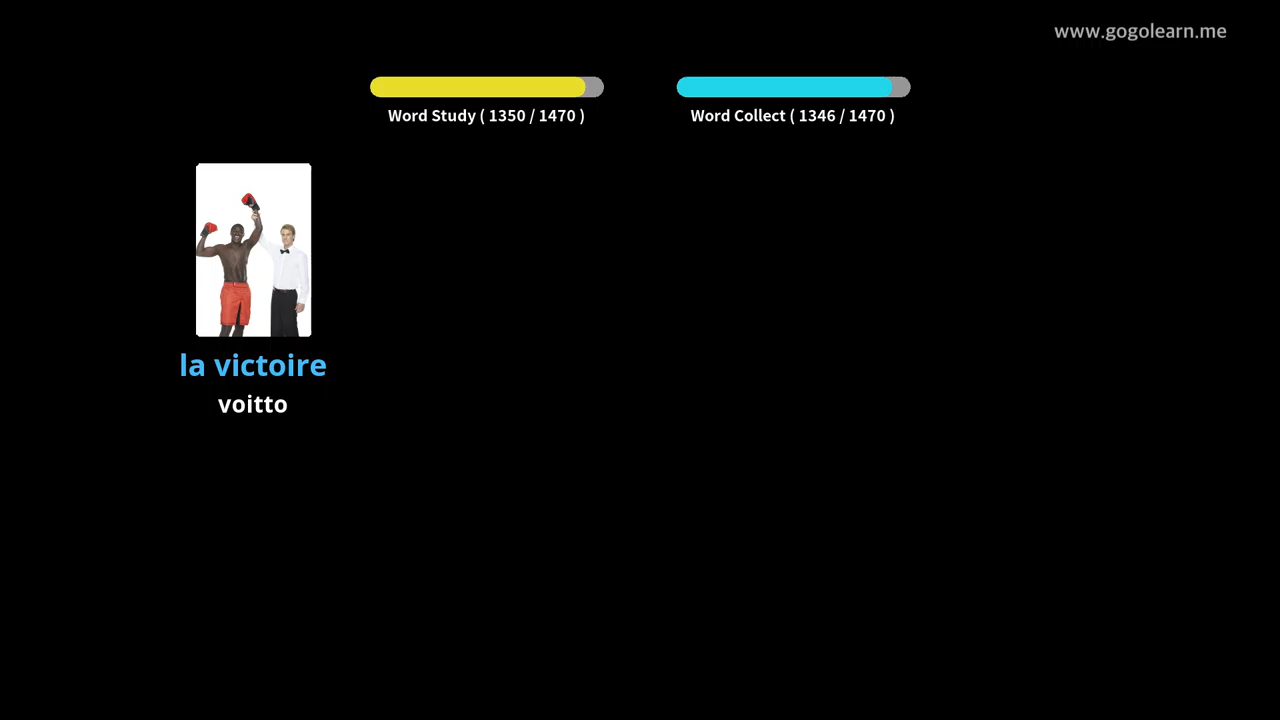 www.gogolearn.me
Word Study ( 1350 / 1470 )
Word Collect ( 1346 / 1470 )
la victoire
voitto